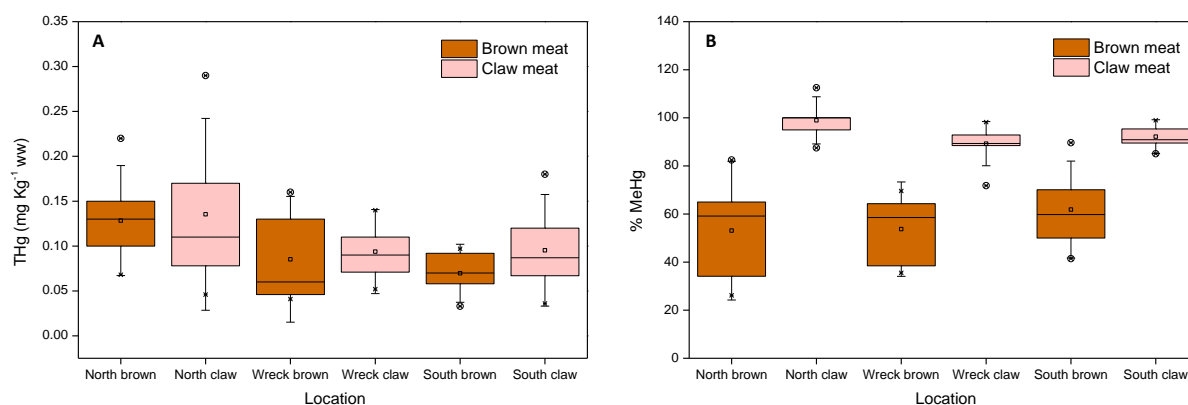 A
Brown meat
Claw meat
0.35
0.30
0.25
0.20
0.15
0.10
0.05
0.00
THg (mg Kg⁻¹ ww)
North brown North claw Wreck brown Wreck claw South brown South claw
Location
B
Brown meat
Claw meat
140
120
100
80
60
40
20
0
% MeHg
North brown North claw Wreck brown Wreck claw South brown South claw
Location